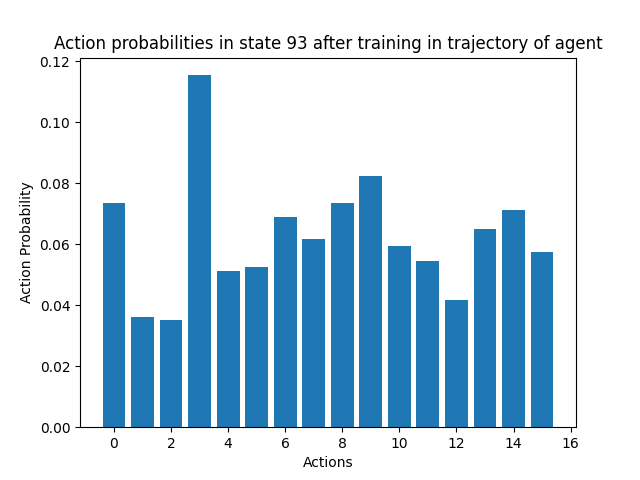 Action probabilities in state 93 after training in trajectory of agent
0.12
0.10
0.08
0.06
0.04
0.02
0.00
Action Probability
0 2 4 6 8 10 12 14 16
Actions